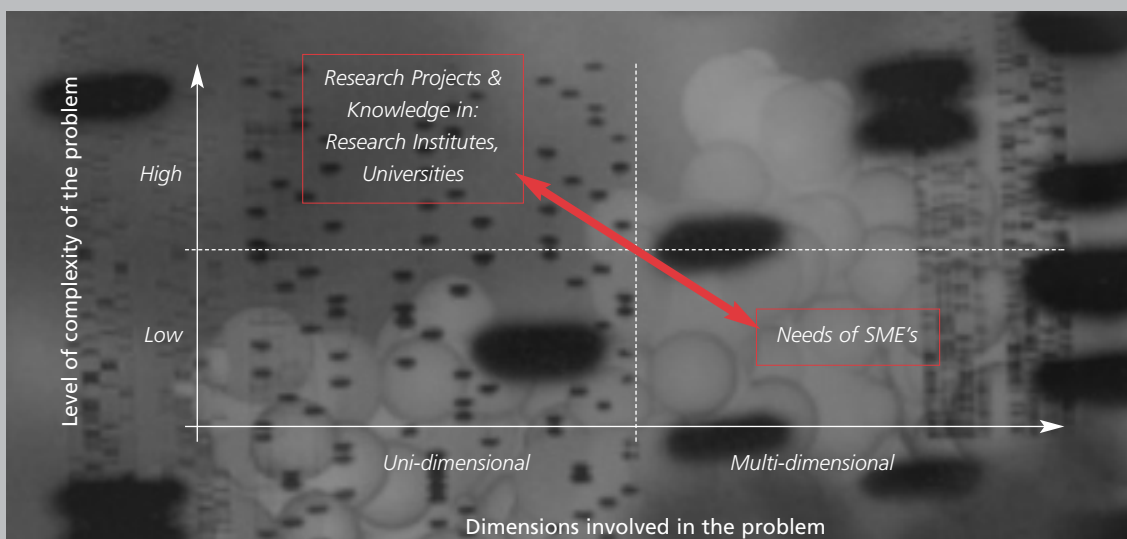 Level of complexity of the problem
High
Low
Research Projects &
Knowledge in:
Research Institutes,
Universities
Needs of SME's
Uni-dimensional
Multi-dimensional
Dimensions involved in the problem